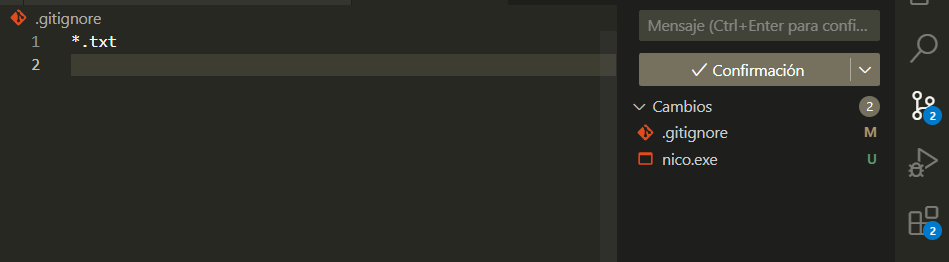 .gitignore
1 *.txt
2
Mensaje (Ctrl+Enter para confi...
Confirmación
Cambios 2
.gitignore M
nico.exe U
2
2